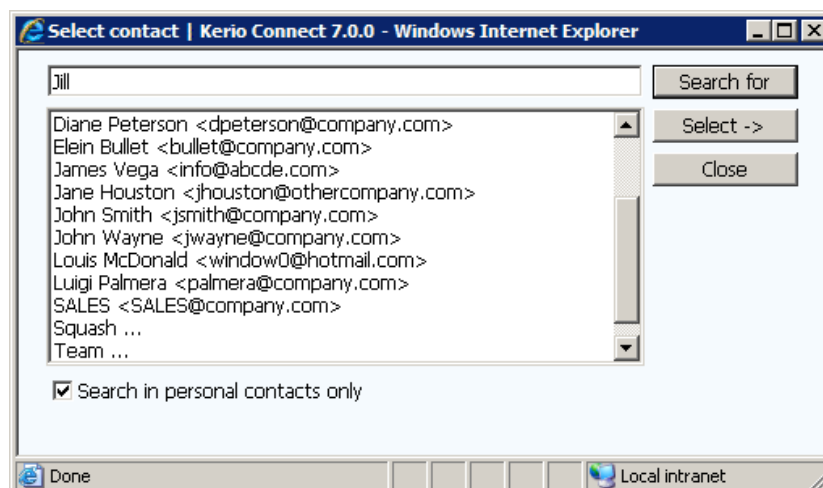 Select contact | Kerio Connect 7.0.0 - Windows Internet Explorer
Jill
Search for
Diane Peterson <dpeterson@company.com>
Select ->
Elein Bullet <bullet@company.com>
James Vega <info@abcde.com>
Close
Jane Houston <jhouston@othercompany.com>
John Smith <jsmith@company.com>
John Wayne <jwayne@company.com>
Louis McDonald <window0@hotmail.com>
Luigi Palmera <palmera@company.com>
SALES <SALES@company.com>
Squash ...
Team ...
Search in personal contacts only
Done
Local intranet